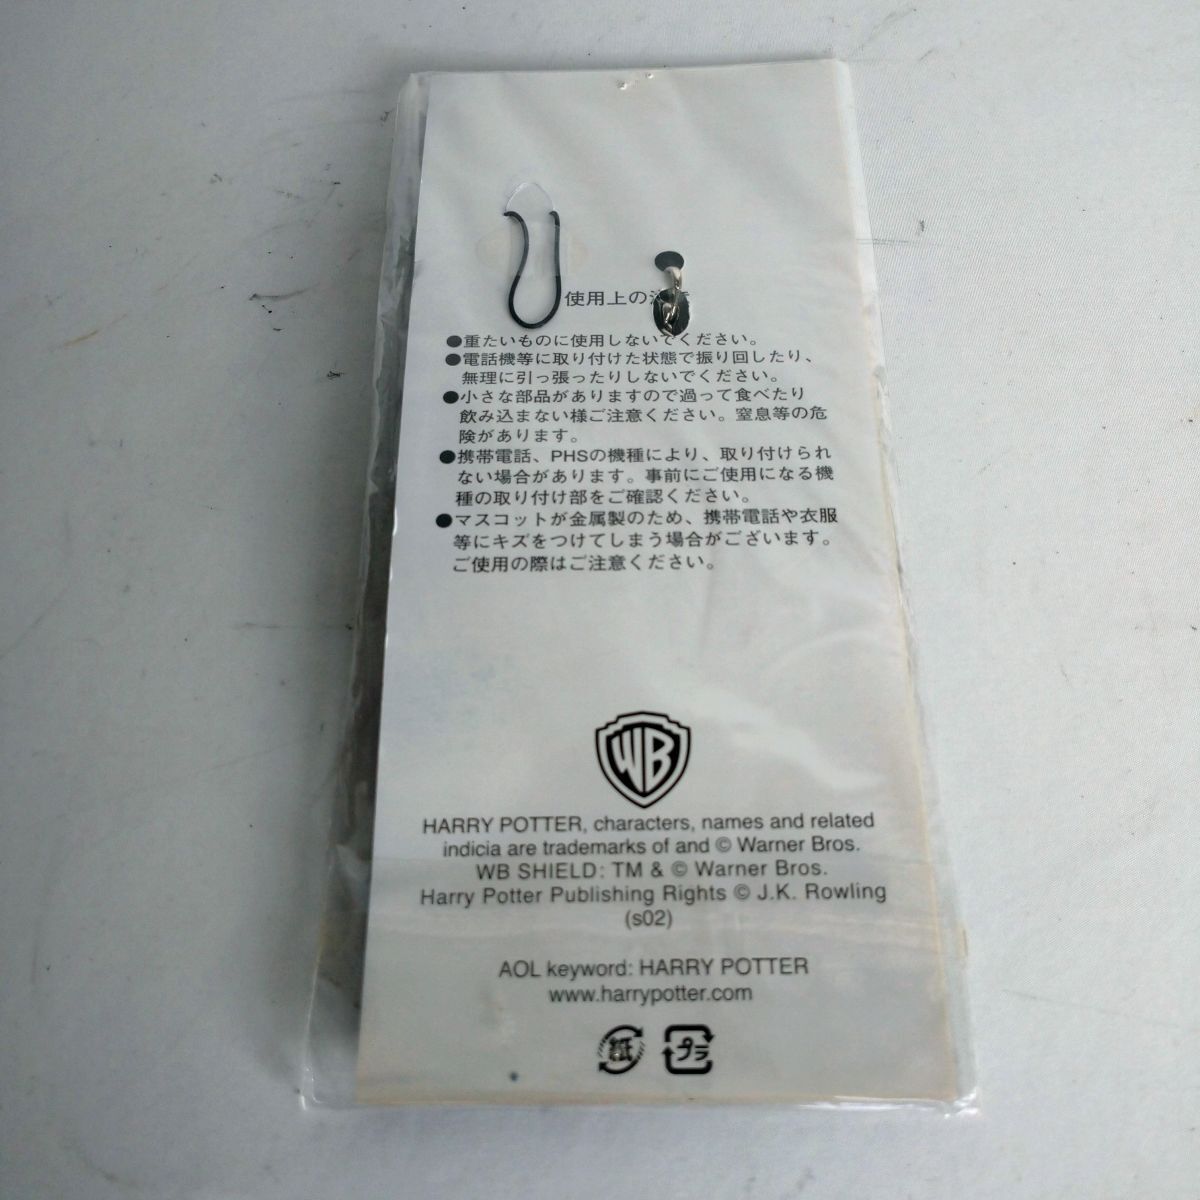 使用上の
●重たいものに使用しないでください。
●電話機等に取り付けた状態で振り回したり、
無理に引っ張ったりしないでください。
●小さな部品がありますので過って食べたり
飲み込まない様ご注意ください。窒息等の危
険があります。
●携帯電話、PHSの機種により、取り付けられ
ない場合があります。事前にご使用になる機
種の取り付け部をご確認ください。
●マスコットが金属製のため、携帯電話や衣服
等にキズをつけてしまう場合がございます。
ご使用の際はご注意ください。
WB
HARRY POTTER, characters, names and related
indicia are trademarks of and © Warner Bros.
WB SHIELD: TM & © Warner Bros.
Harry Potter Publishing Rights © J.K. Rowling
(s02)
AOL keyword: HARRY POTTER
www.harrypotter.com
紙 プラ